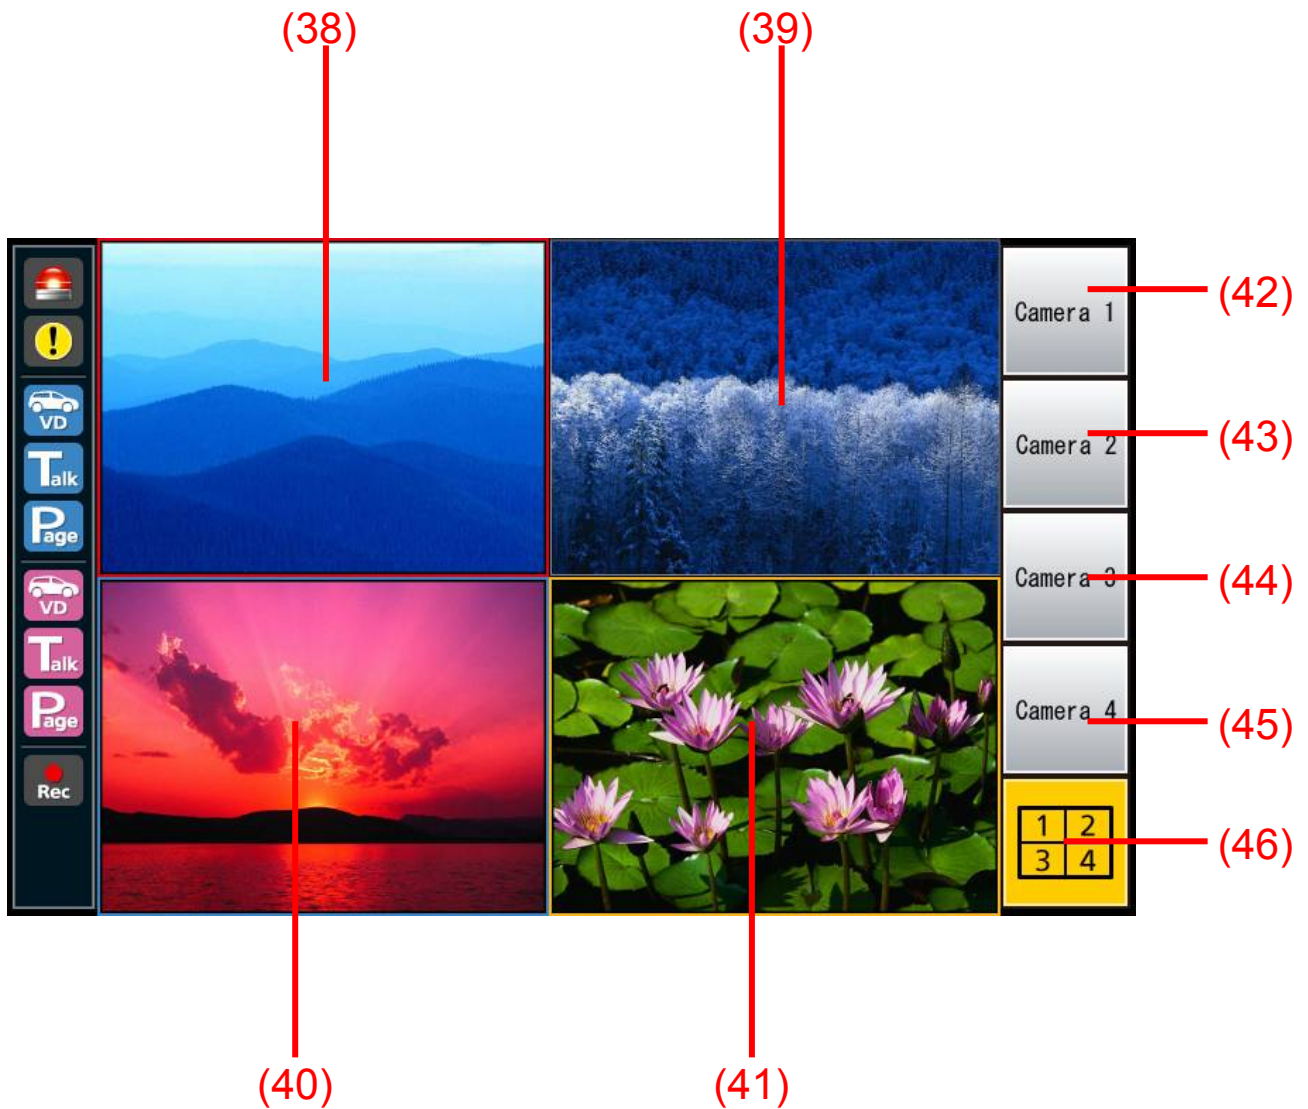 (38)
(39)
!
VD
Talk
Page
VD
Talk
Page
Rec
Camera 1
Camera 2
Camera 3
Camera 4
1 2
3 4
(42)
(43)
(44)
(45)
(46)
(40)
(41)